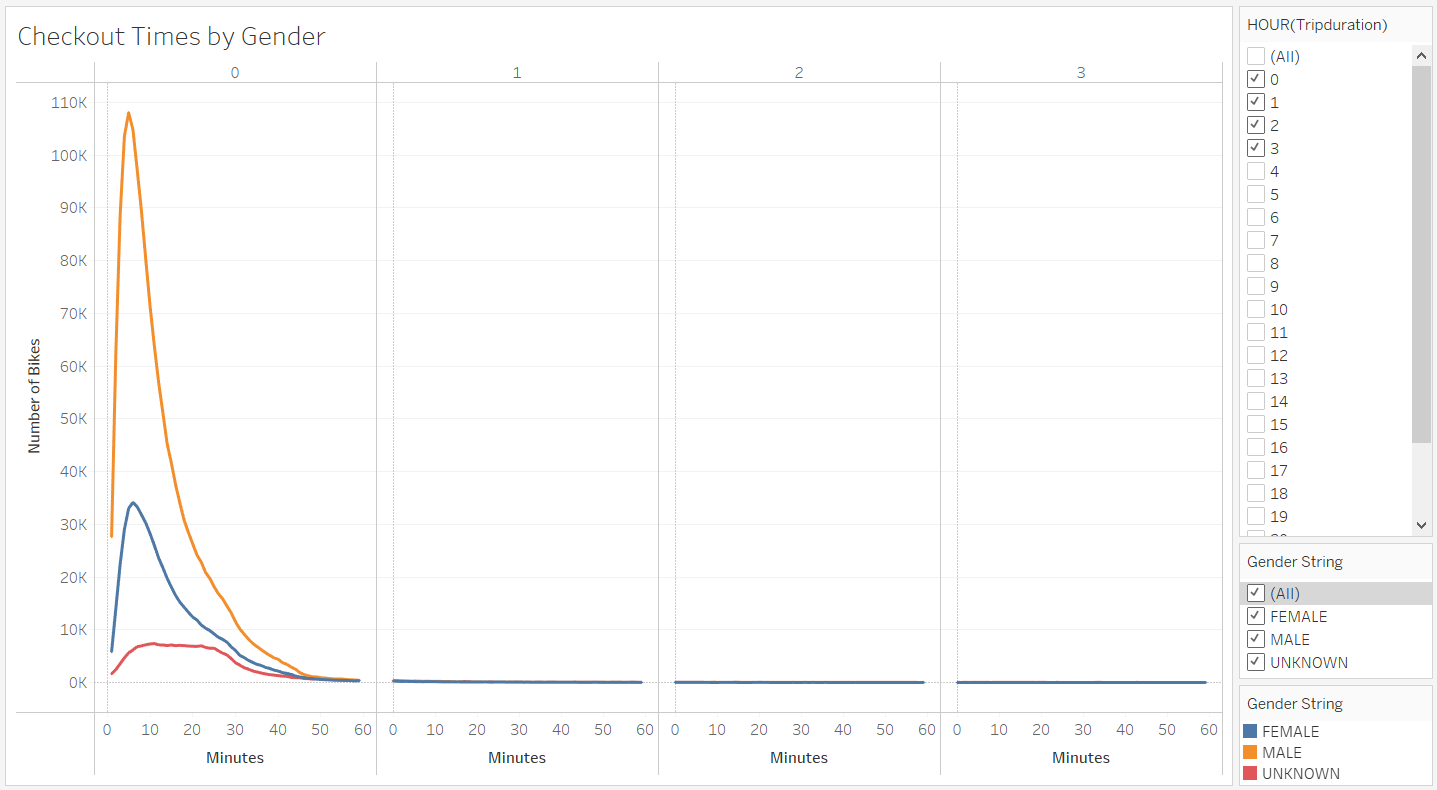 Checkout Times by Gender
0 1 2 3
110K
100K
90K
80K
70K
60K
50K
40K
30K
20K
10K
0K
Number of Bikes
0 10 20 30 40 50 60 0 10 20 30 40 50 60 0 10 20 30 40 50 60 0 10 20 30 40 50 60
Minutes Minutes Minutes Minutes
HOUR(Tripduration)
(All)
0
1
2
3
4
5
6
7
8
9
10
11
12
13
14
15
16
17
18
19
Gender String
(All)
FEMALE
MALE
UNKNOWN
Gender String
FEMALE
MALE
UNKNOWN